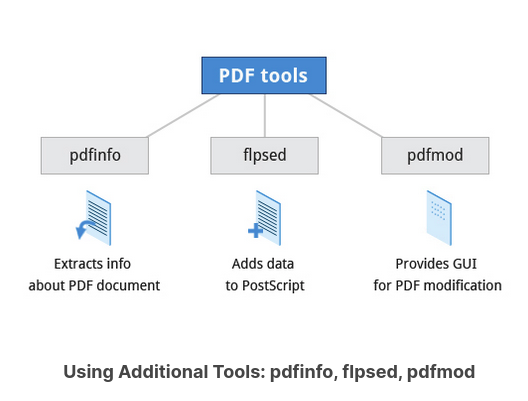 PDF tools
pdfinfo
flpsed
pdfmod
Extracts info
about PDF document
Adds data
to PostScript
Provides GUI
for PDF modification
Using Additional Tools: pdfinfo, flpsed, pdfmod